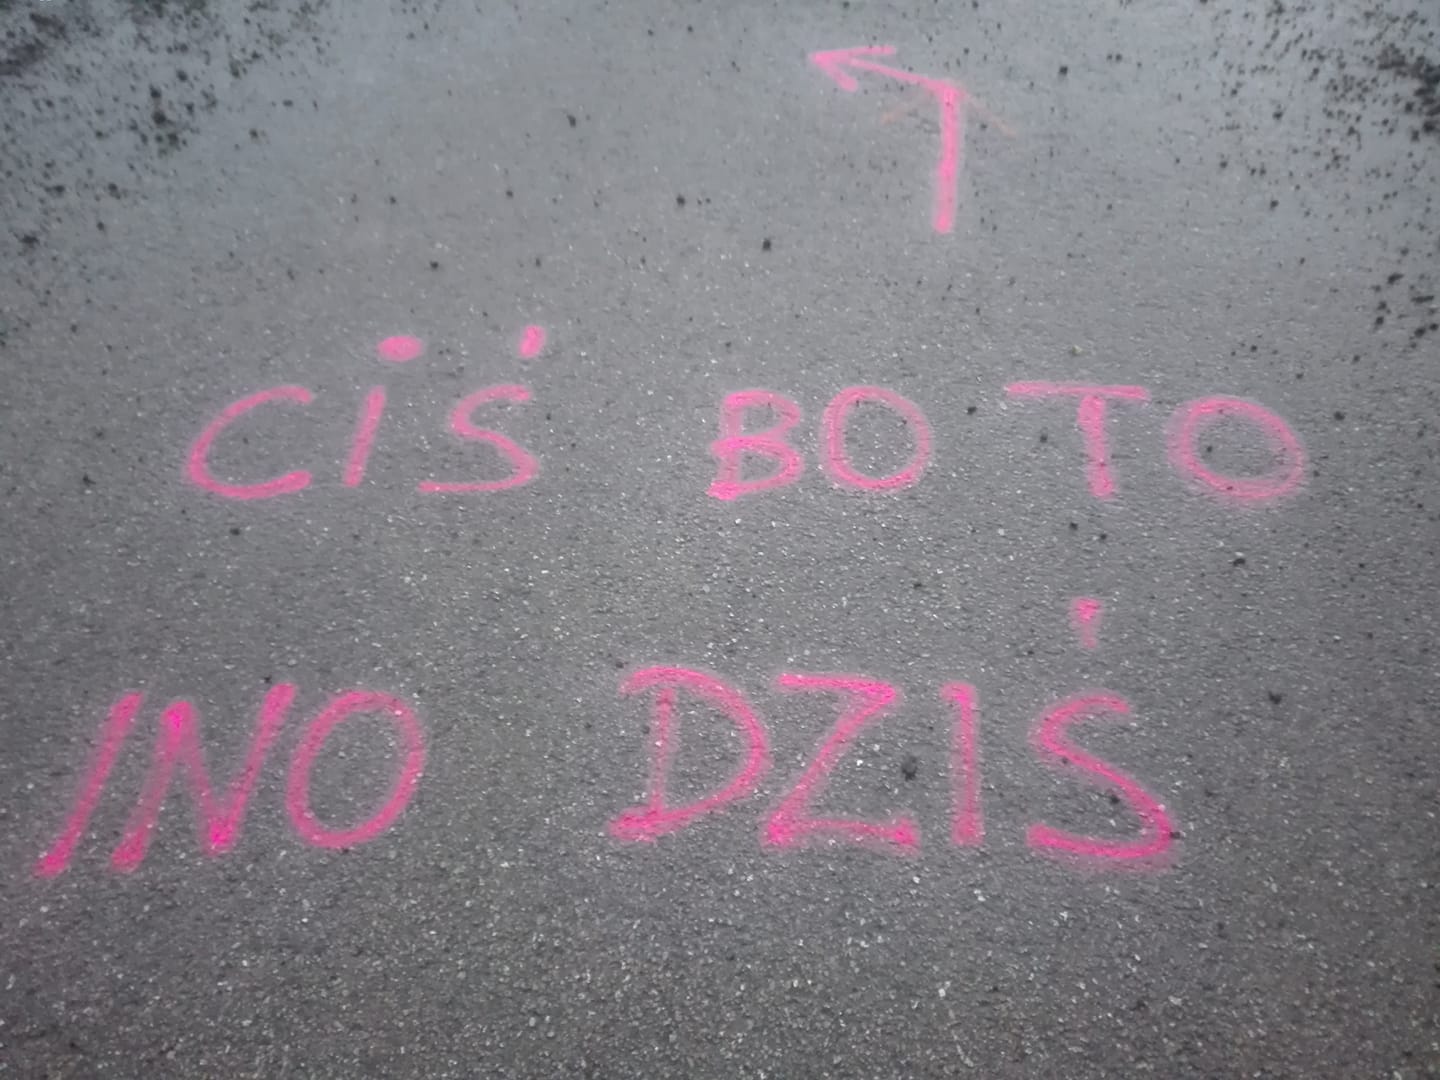 CIŚ BO TO
INO DZIŚ